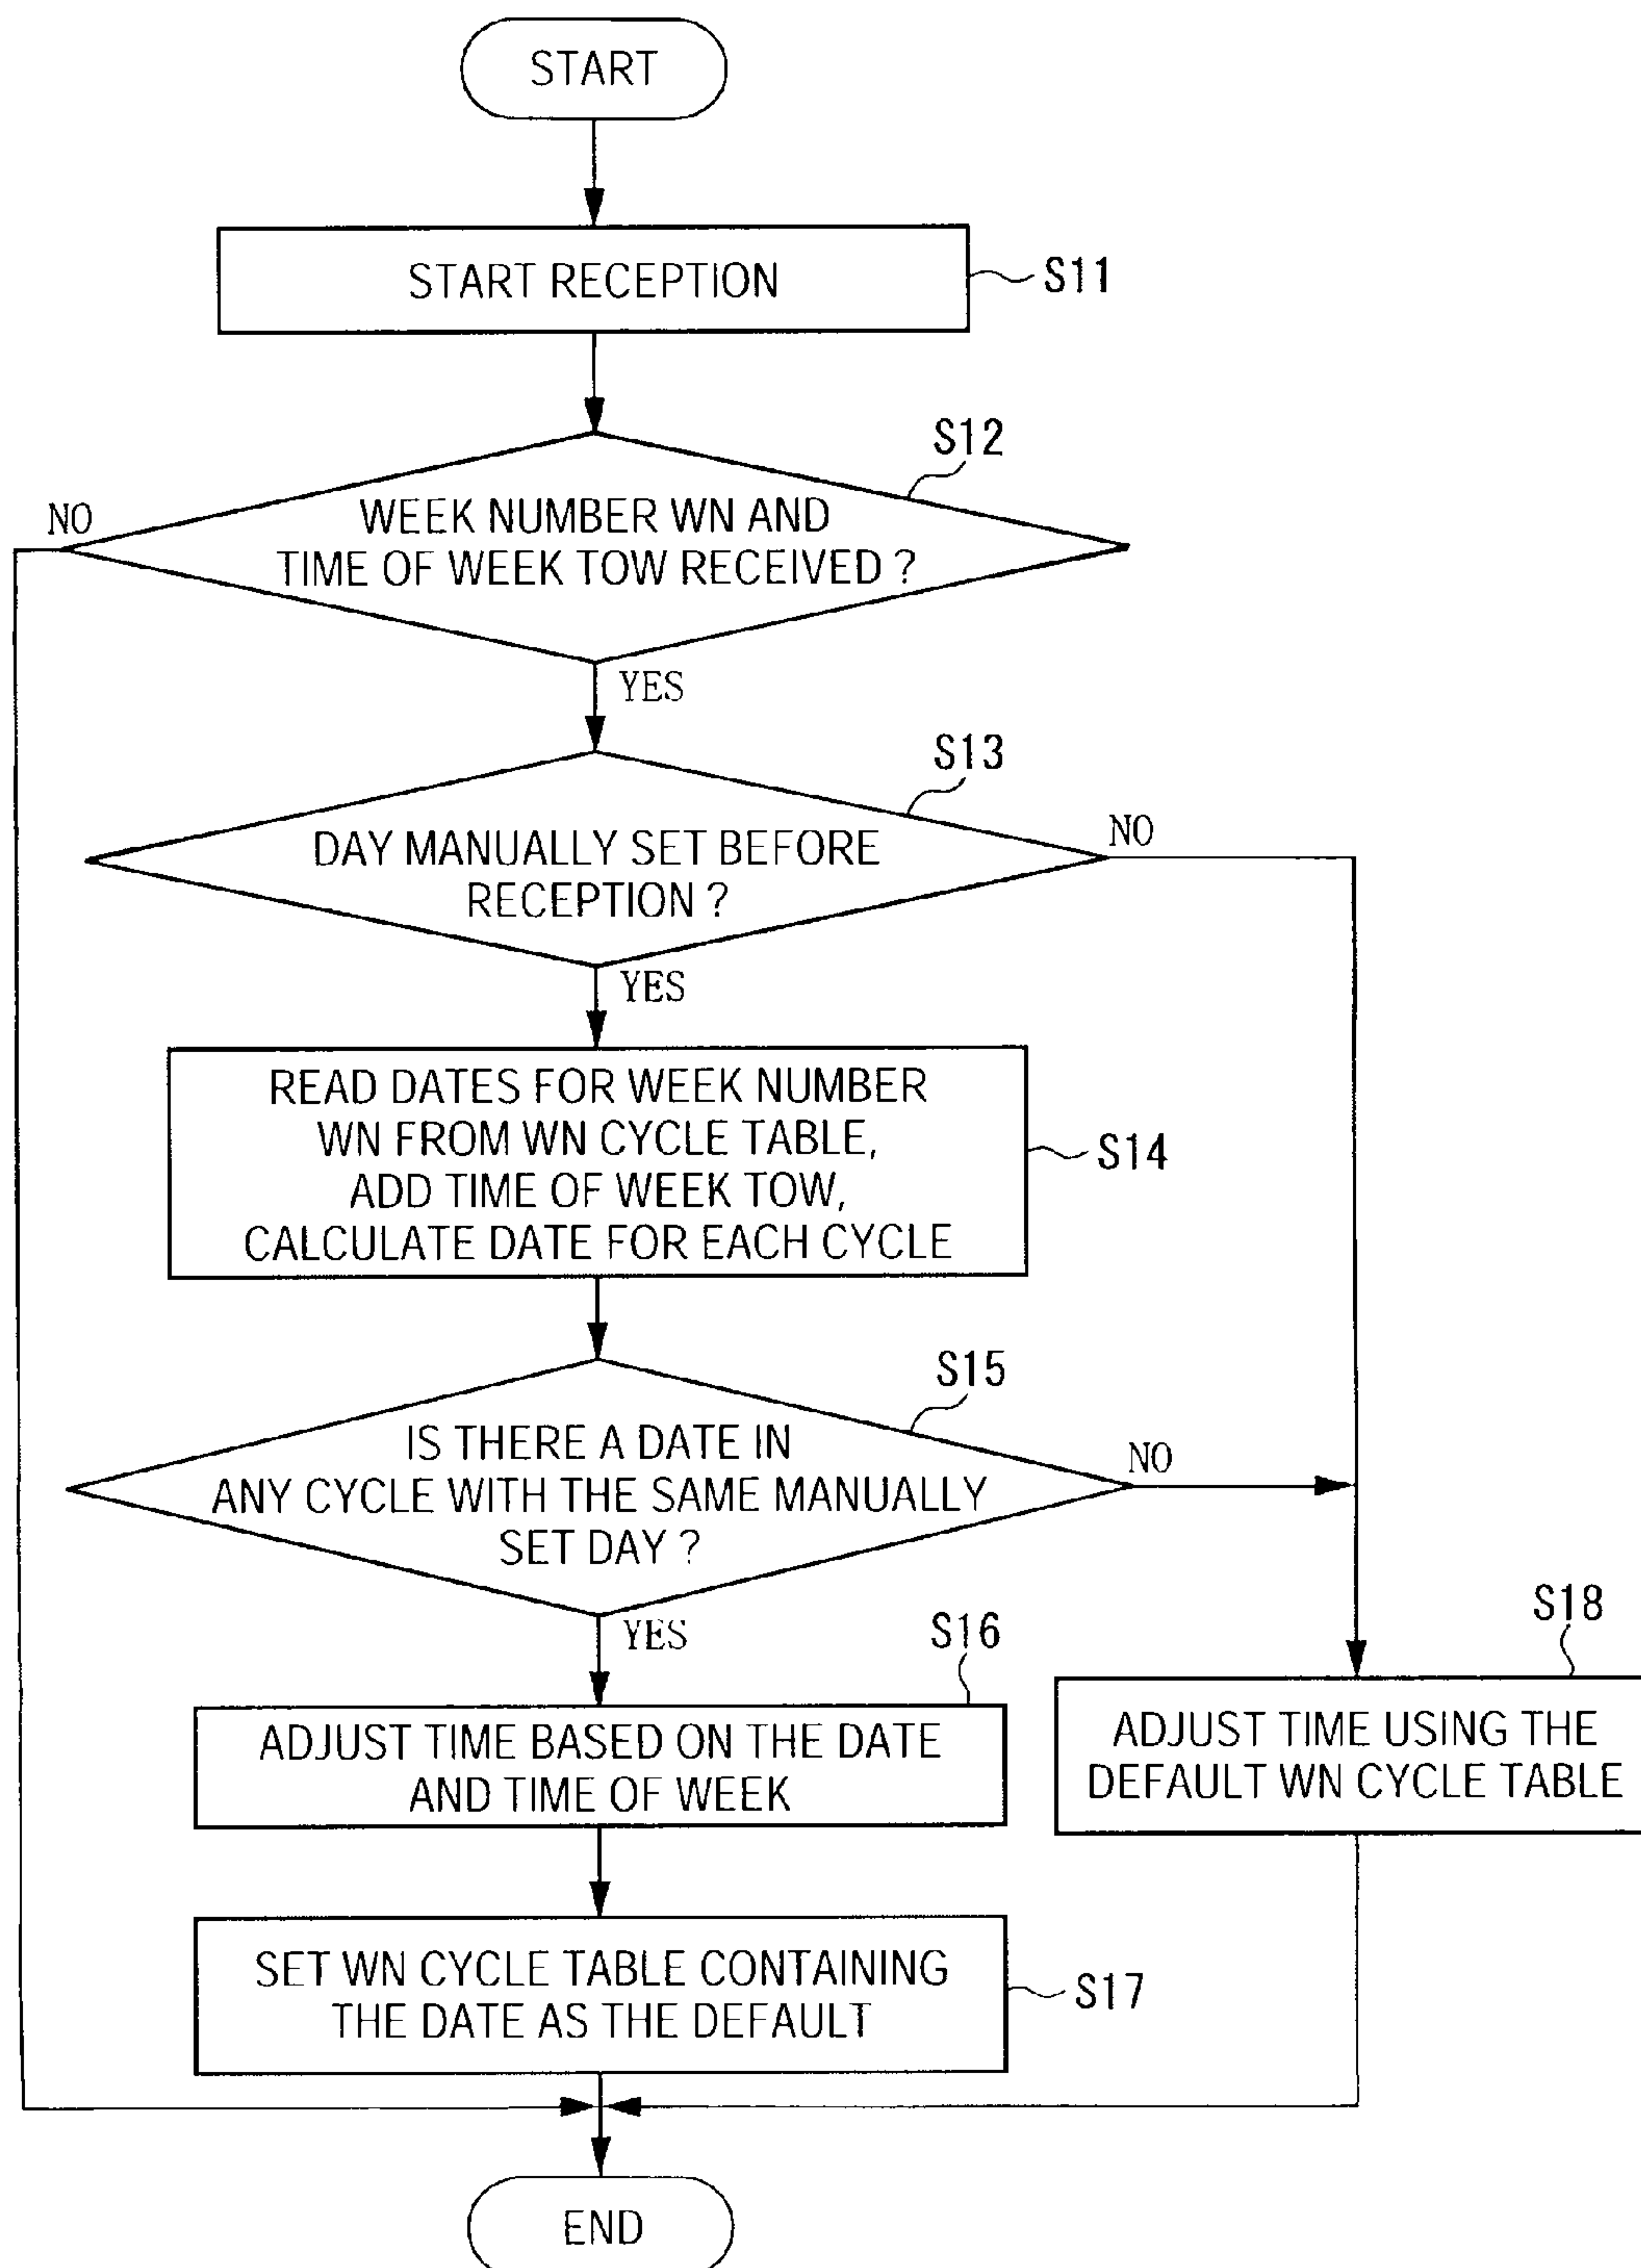 START
START RECEPTION
S11
S12
NO
WEEK NUMBER WN AND
TIME OF WEEK TOW RECEIVED ?
YES
S13
NO
DAY MANUALLY SET BEFORE
RECEPTION ?
YES
READ DATES FOR WEEK NUMBER
WN FROM WN CYCLE TABLE,
ADD TIME OF WEEK TOW,
CALCULATE DATE FOR EACH CYCLE
S14
S15
IS THERE A DATE IN
ANY CYCLE WITH THE SAME MANUALLY
SET DAY ?
NO
YES
S16
ADJUST TIME BASED ON THE DATE
AND TIME OF WEEK
S18
ADJUST TIME USING THE
DEFAULT WN CYCLE TABLE
SET WN CYCLE TABLE CONTAINING
THE DATE AS THE DEFAULT
S17
END